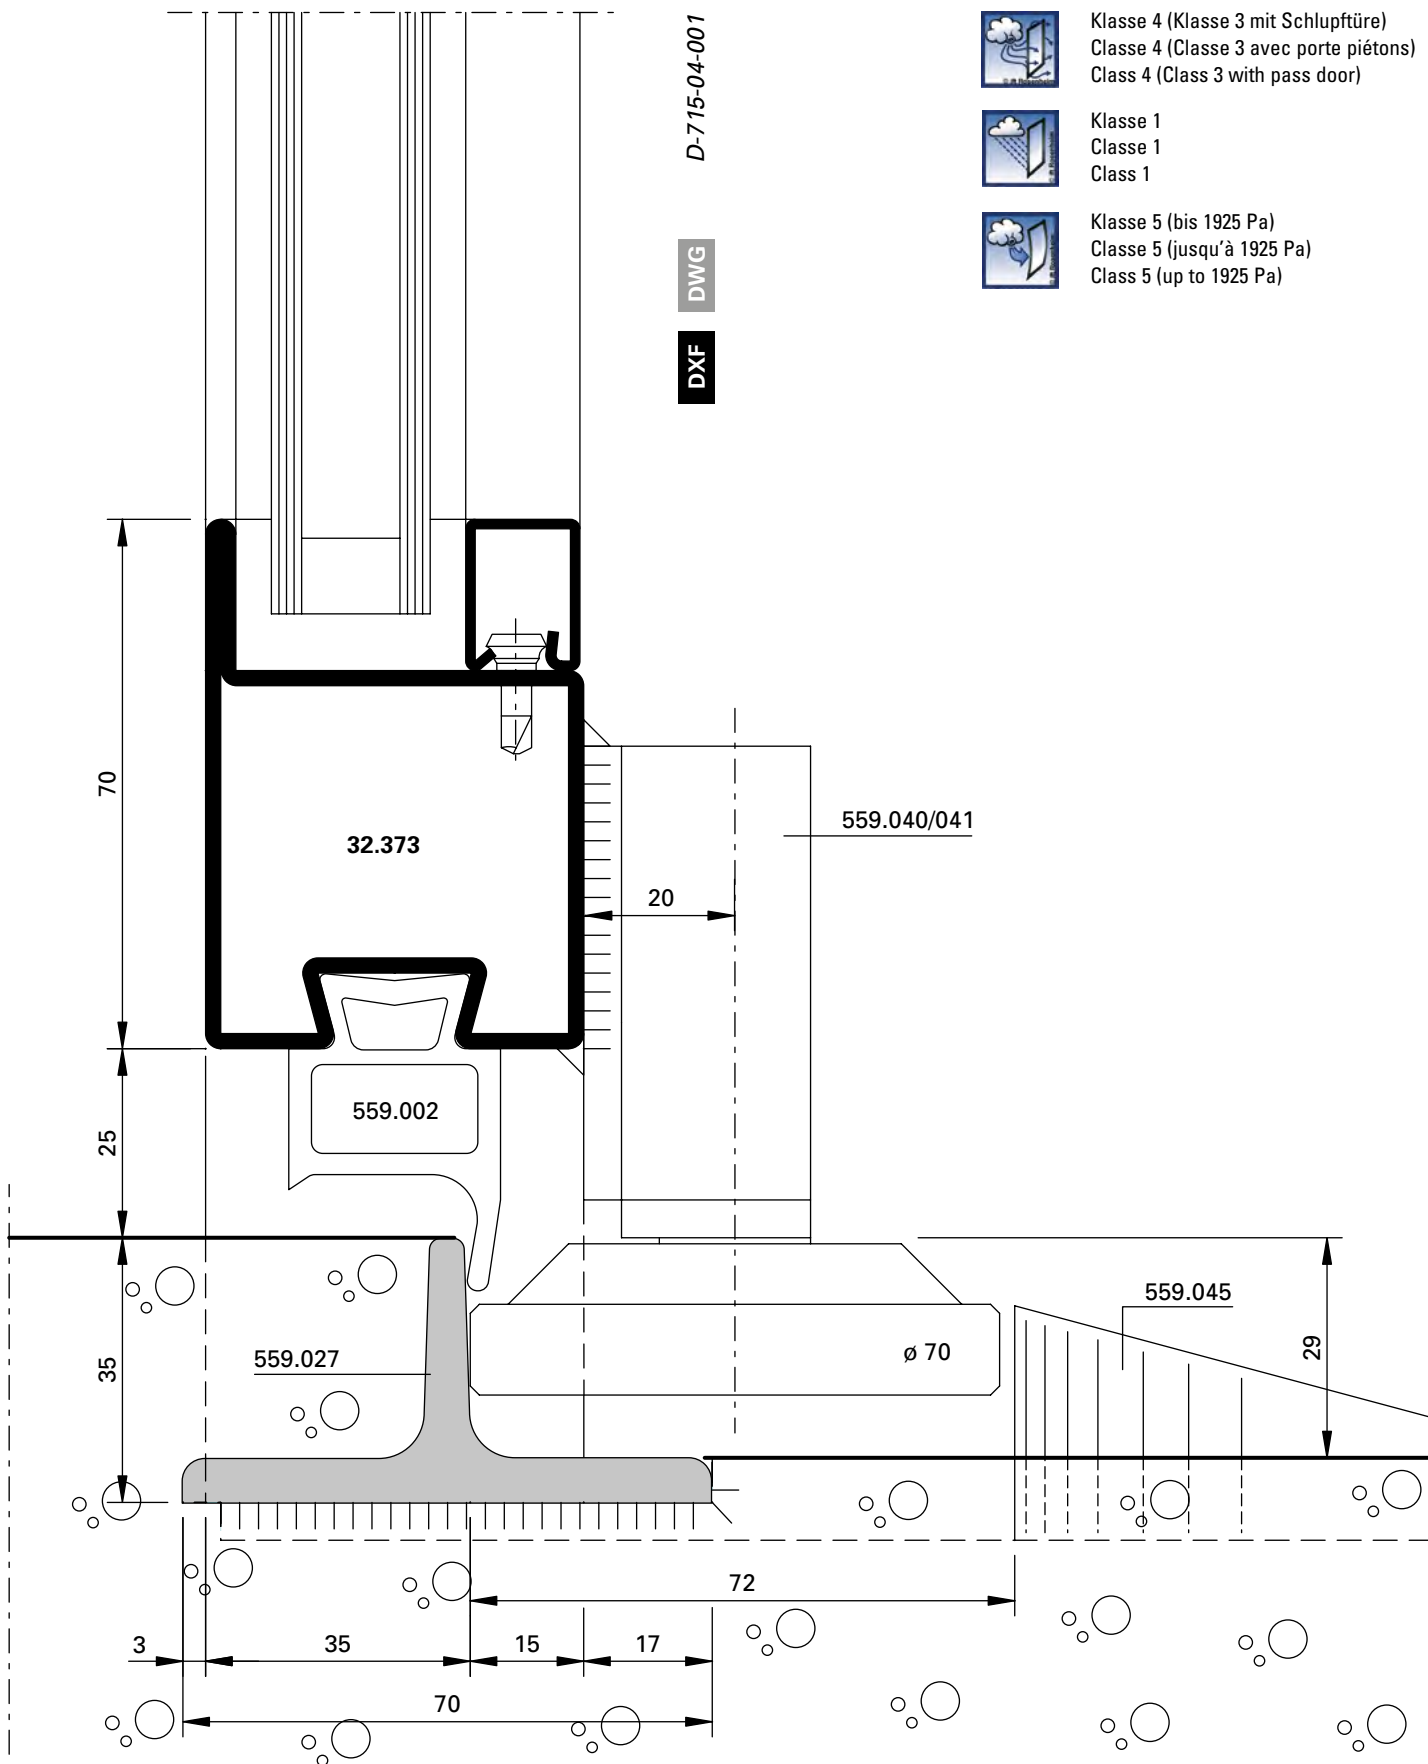 D-715-04-001
DWG
DXF
Klasse 4 (Klasse 3 mit Schlupftüre)
Classe 4 (Classe 3 avec porte piétons)
Class 4 (Class 3 with pass door)
Klasse 1
Classe 1
Class 1
Klasse 5 (bis 1925 Pa)
Classe 5 (jusqu'à 1925 Pa)
Class 5 (up to 1925 Pa)
70
32.373
559.040/041
20
25
559.002
35
559.027
ø 70
559.045
29
72
3
35
15
17
70